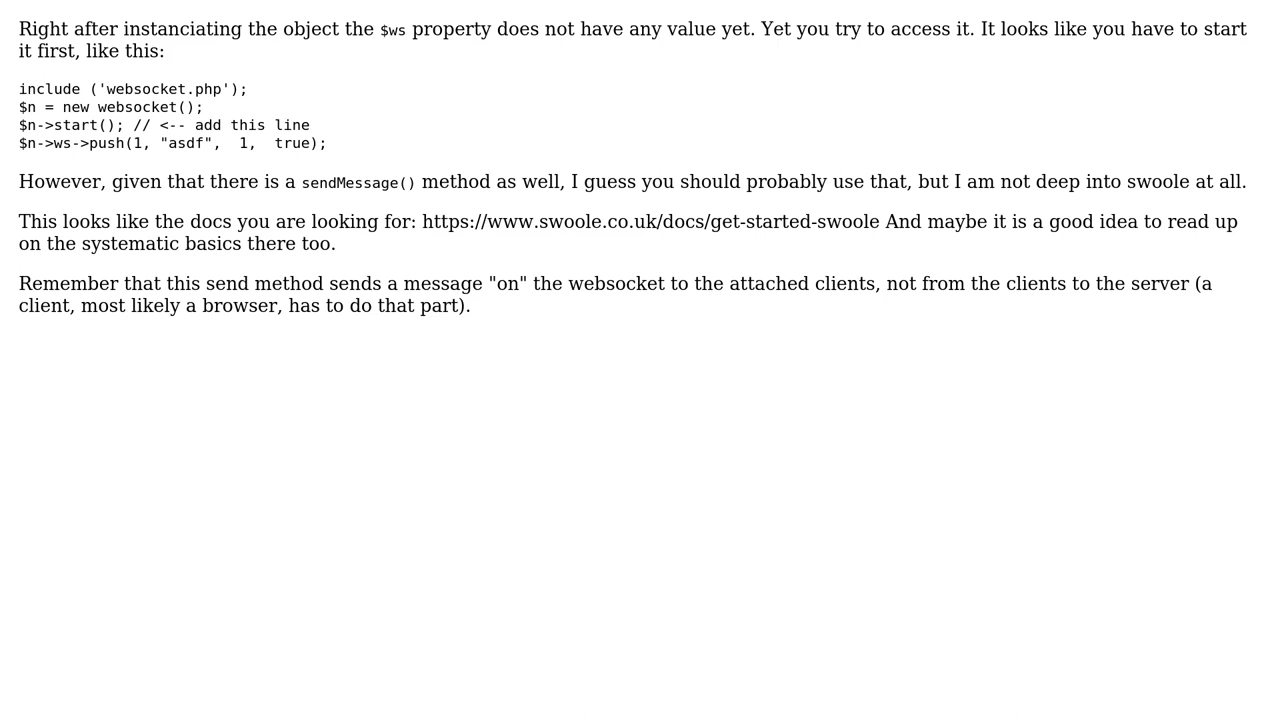 Right after instanciating the object the $ws property does not have any value yet. Yet you try to access it. It looks like you have to start
it first, like this:
include ('websocket.php');
$n = new websocket();
$n->start(); // <-- add this line
$n->ws->push(1, "asdf",  1,  true);
However, given that there is a sendMessage() method as well, I guess you should probably use that, but I am not deep into swoole at all.
This looks like the docs you are looking for: https://www.swoole.co.uk/docs/get-started-swoole And maybe it is a good idea to read up
on the systematic basics there too.
Remember that this send method sends a message "on" the websocket to the attached clients, not from the clients to the server (a
client, most likely a browser, has to do that part).